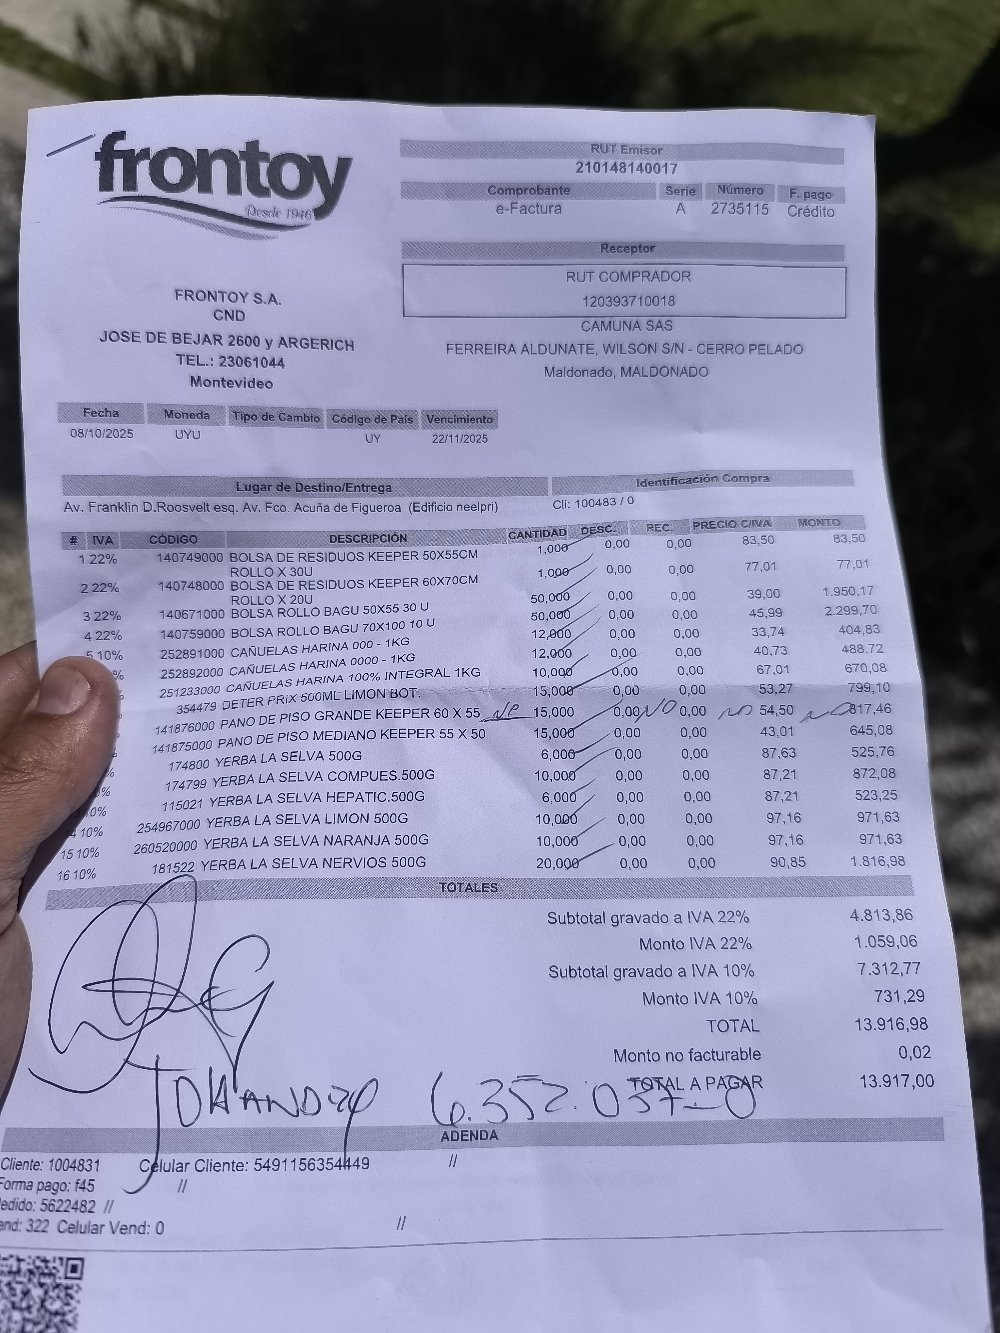 frontoy
Desde 1940
RUT Emisor
210148140017
Comprobante Serie Número F. pago
e-Factura A 2735115 Crédito
Receptor
RUT COMPRADOR
120393710018
CAMUNA SAS
FERREIRA ALDUNATE, WILSON S/N - CERRO PELADO
Maldonado, MALDONADO
FRONTOY S.A.
CND
JOSE DE BEJAR 2600 y ARGERICH
TEL.: 23061044
Montevideo
Fecha Moneda Tipo de Cambio Código de País Vencimiento
08/10/2025 UYU UY 22/11/2025
Lugar de Destino/Entrega Identificación Compra
Av. Franklin D.Roosvelt esq. Av. Fco. Acuña de Figueroa (Edificio neelpri) Cli: 100483 / 0
# IVA CÓDIGO DESCRIPCIÓN CANTIDAD DESC. REC. PRECIO C/IVA MONTO
1 22% 140749000 BOLSA DE RESIDUOS KEEPER 50X55CM 1,000 0,00 0,00 83,50 83,50
ROLLO X 30U
2 22% 140748000 BOLSA DE RESIDUOS KEEPER 60X70CM 1,000 0,00 0,00 77,01 77,01
ROLLO X 20U
3 22% 140671000 BOLSA ROLLO BAGU 50X55 30 U 50,000 0,00 0,00 39,00 1.950,17
4 22% 140759000 BOLSA ROLLO BAGU 70X100 10 U 50,000 0,00 0,00 45,99 2.299,70
5 10% 252891000 CAÑUELAS HARINA 000 - 1KG 12,000 0,00 0,00 33,74 404,83
% 252892000 CAÑUELAS HARINA 0000 - 1KG 12,000 0,00 0,00 40,73 488,72
251233000 CAÑUELAS HARINA 100% INTEGRAL 1KG 10,000 0,00 0,00 67,01 670,08
354479 DETER PRIX 500ML LIMON BOT. 15,000 0,00 0,00 53,27 799,10
141876000 PANO DE PISO GRANDE KEEPER 60 X 55 NP 15,000 0,00 NO 0,00 NO 54,50 NO 817,46
141875000 PANO DE PISO MEDIANO KEEPER 55 X 50 15,000 0,00 0,00 43,01 645,08
174800 YERBA LA SELVA 500G 6,000 0,00 0,00 87,63 525,76
% 174799 YERBA LA SELVA COMPUES.500G 10,000 0,00 0,00 87,21 872,08
0% 115021 YERBA LA SELVA HEPATIC.500G 6,000 0,00 0,00 87,21 523,25
10% 254967000 YERBA LA SELVA LIMON 500G 10,000 0,00 0,00 97,16 971,63
15 10% 260520000 YERBA LA SELVA NARANJA 500G 10,000 0,00 0,00 97,16 971,63
16 10% 181522 YERBA LA SELVA NERVIOS 500G 20,000 0,00 0,00 90,85 1.816,98
TOTALES
Subtotal gravado a IVA 22% 4.813,86
Monto IVA 22% 1.059,06
Subtotal gravado a IVA 10% 7.312,77
Monto IVA 10% 731,29
TOTAL 13.916,98
Monto no facturable 0,02
TOTAL A PAGAR 13.917,00
6.352.037-0
ADENDA
Cliente: 1004831 Celular Cliente: 5491156354449 //
Forma pago: f45 //
edido: 5622482 //
end: 322 Celular Vend: 0 //